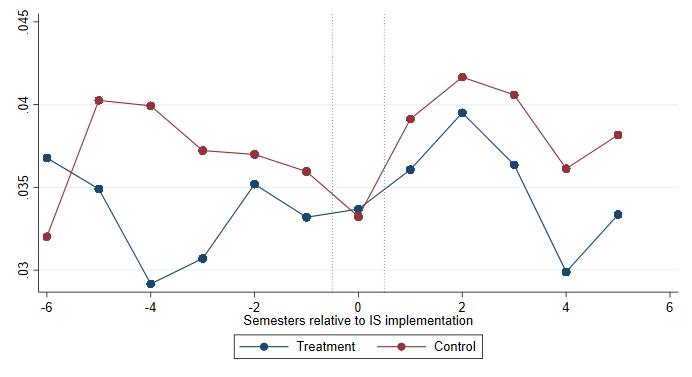 .045
.04
.035
.03
-6 -4 -2 0 2 4 6
Semesters relative to IS implementation
Treatment Control